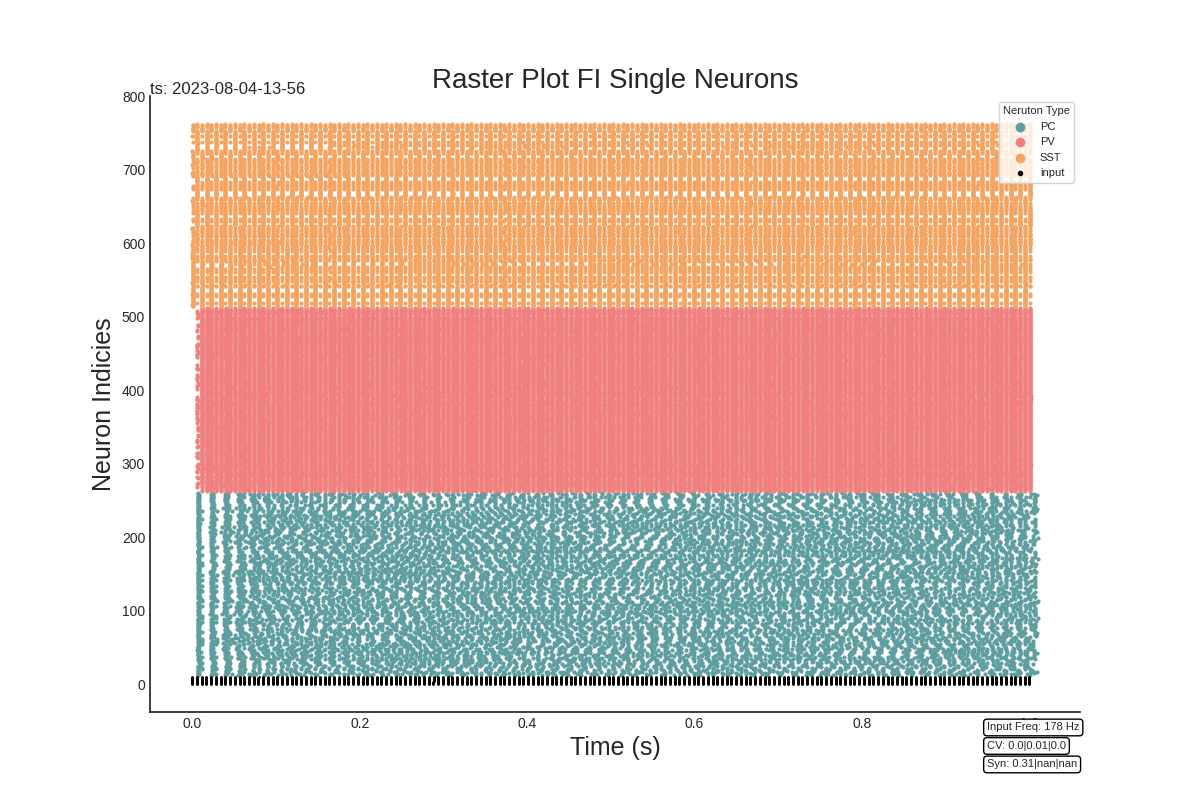 Raster Plot FI Single Neurons
ts: 2023-08-04-13-56
Neruton Type
PC
PV
SST
input
Neuron Indicies
800
700
600
500
400
300
200
100
0
0.0 0.2 0.4 0.6 0.8
Time (s)
Input Freq: 178 Hz
CV: 0.0|0.01|0.0
Syn: 0.31|nan|nan